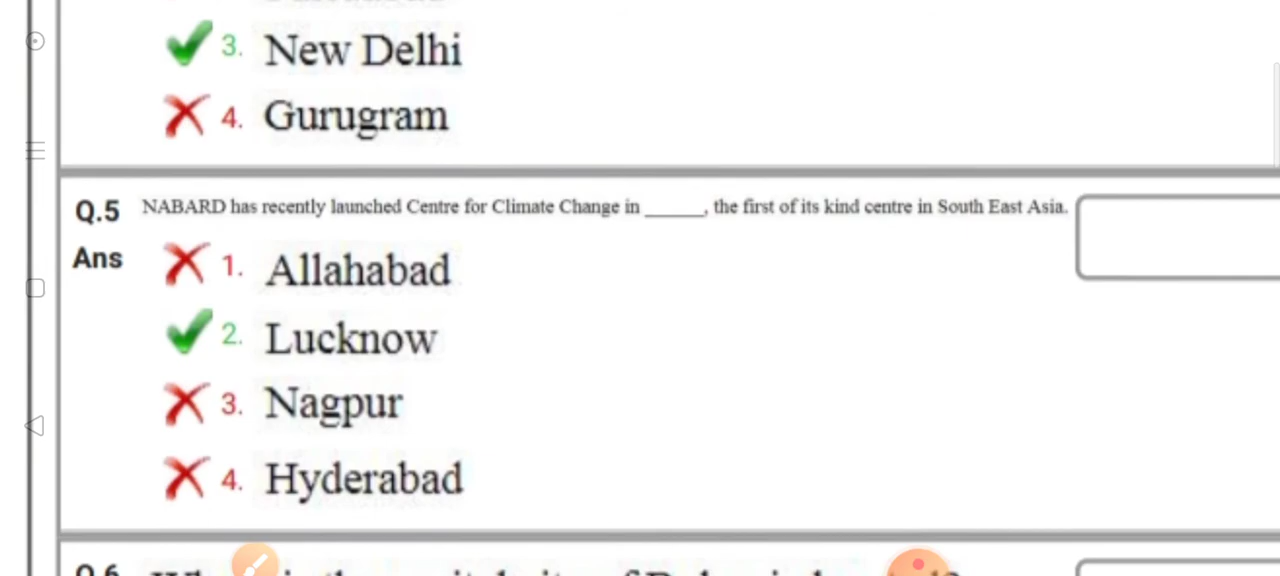 3. New Delhi
4. Gurugram
Q.5 NABARD has recently launched Centre for Climate Change in ______, the first of its kind centre in South East Asia.
Ans 1. Allahabad
2. Lucknow
3. Nagpur
4. Hyderabad
Q.6